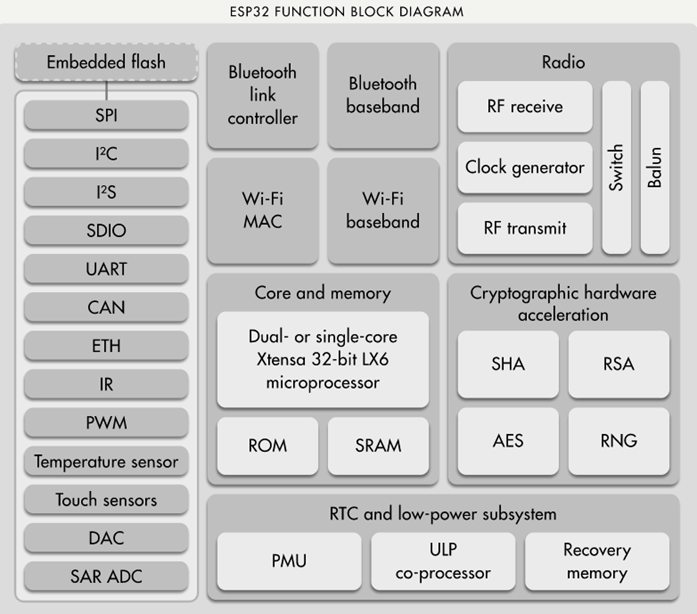 ESP32 FUNCTION BLOCK DIAGRAM
Embedded flash
SPI
I²C
I²S
SDIO
UART
CAN
ETH
IR
PWM
Temperature sensor
Touch sensors
DAC
SAR ADC
Bluetooth
link
controller
Bluetooth
baseband
Wi-Fi
MAC
Wi-Fi
baseband
Radio
RF receive
Clock generator
RF transmit
Switch
Balun
Core and memory
Dual- or single-core
Xtensa 32-bit LX6
microprocessor
ROM
SRAM
Cryptographic hardware
acceleration
SHA
RSA
AES
RNG
RTC and low-power subsystem
PMU
ULP
co-processor
Recovery
memory